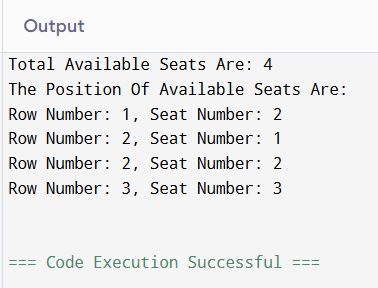 Output
Total Available Seats Are: 4
The Position Of Available Seats Are:
Row Number: 1, Seat Number: 2
Row Number: 2, Seat Number: 1
Row Number: 2, Seat Number: 2
Row Number: 3, Seat Number: 3
=== Code Execution Successful ===